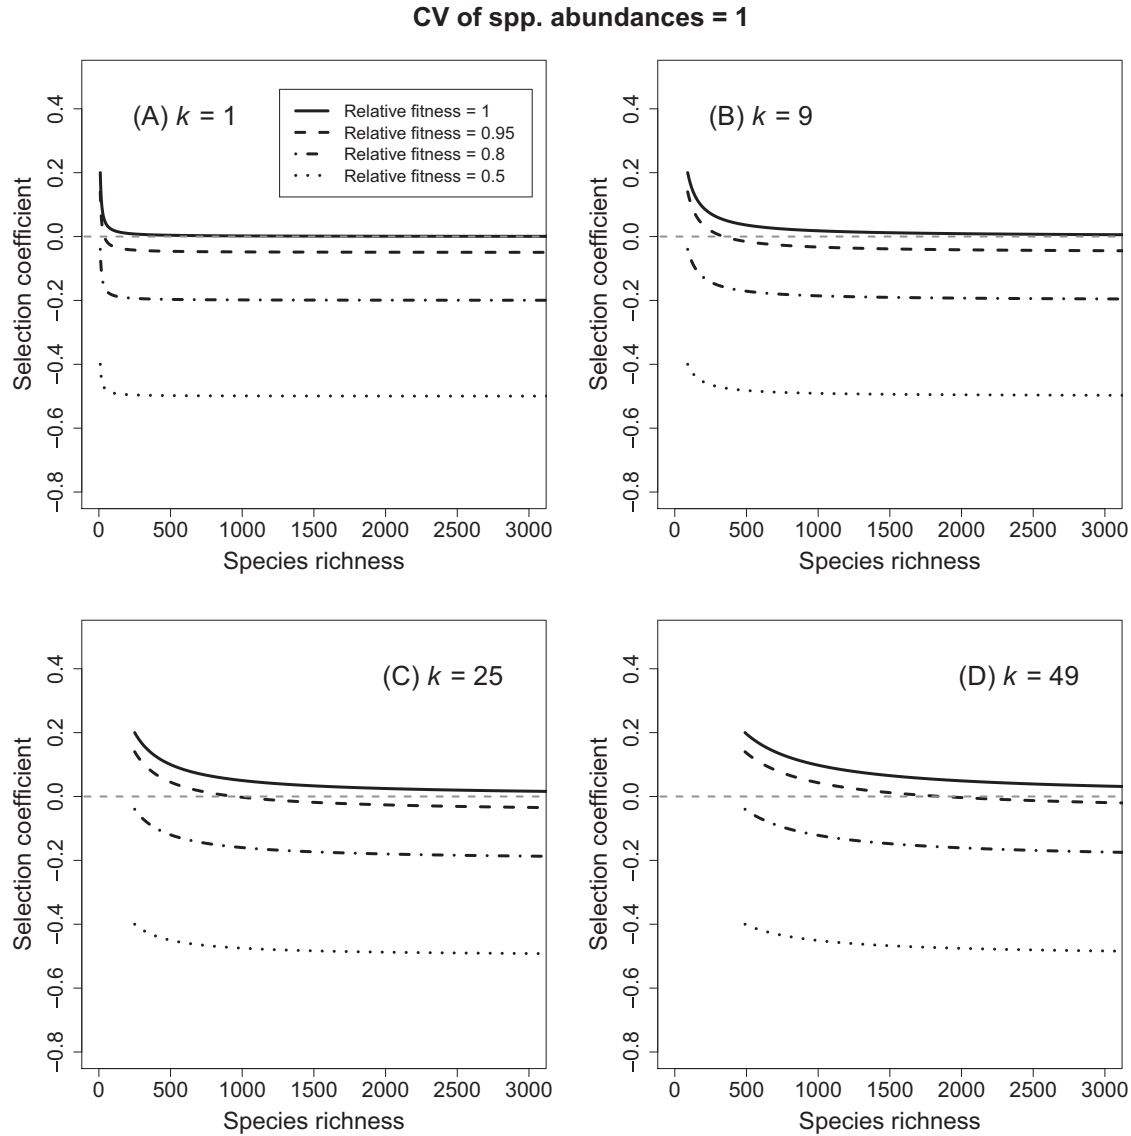 CV of spp. abundances = 1
(A) k = 1
Relative fitness = 1
Relative fitness = 0.95
Relative fitness = 0.8
Relative fitness = 0.5
Selection coefficient
0.4
0.2
0.0
−0.2
−0.4
−0.6
−0.8
0 500 1000 1500 2000 2500 3000
Species richness
(B) k = 9
Selection coefficient
0.4
0.2
0.0
−0.2
−0.4
−0.6
−0.8
0 500 1000 1500 2000 2500 3000
Species richness
(C) k = 25
Selection coefficient
0.4
0.2
0.0
−0.2
−0.4
−0.6
−0.8
0 500 1000 1500 2000 2500 3000
Species richness
(D) k = 49
Selection coefficient
0.4
0.2
0.0
−0.2
−0.4
−0.6
−0.8
0 500 1000 1500 2000 2500 3000
Species richness